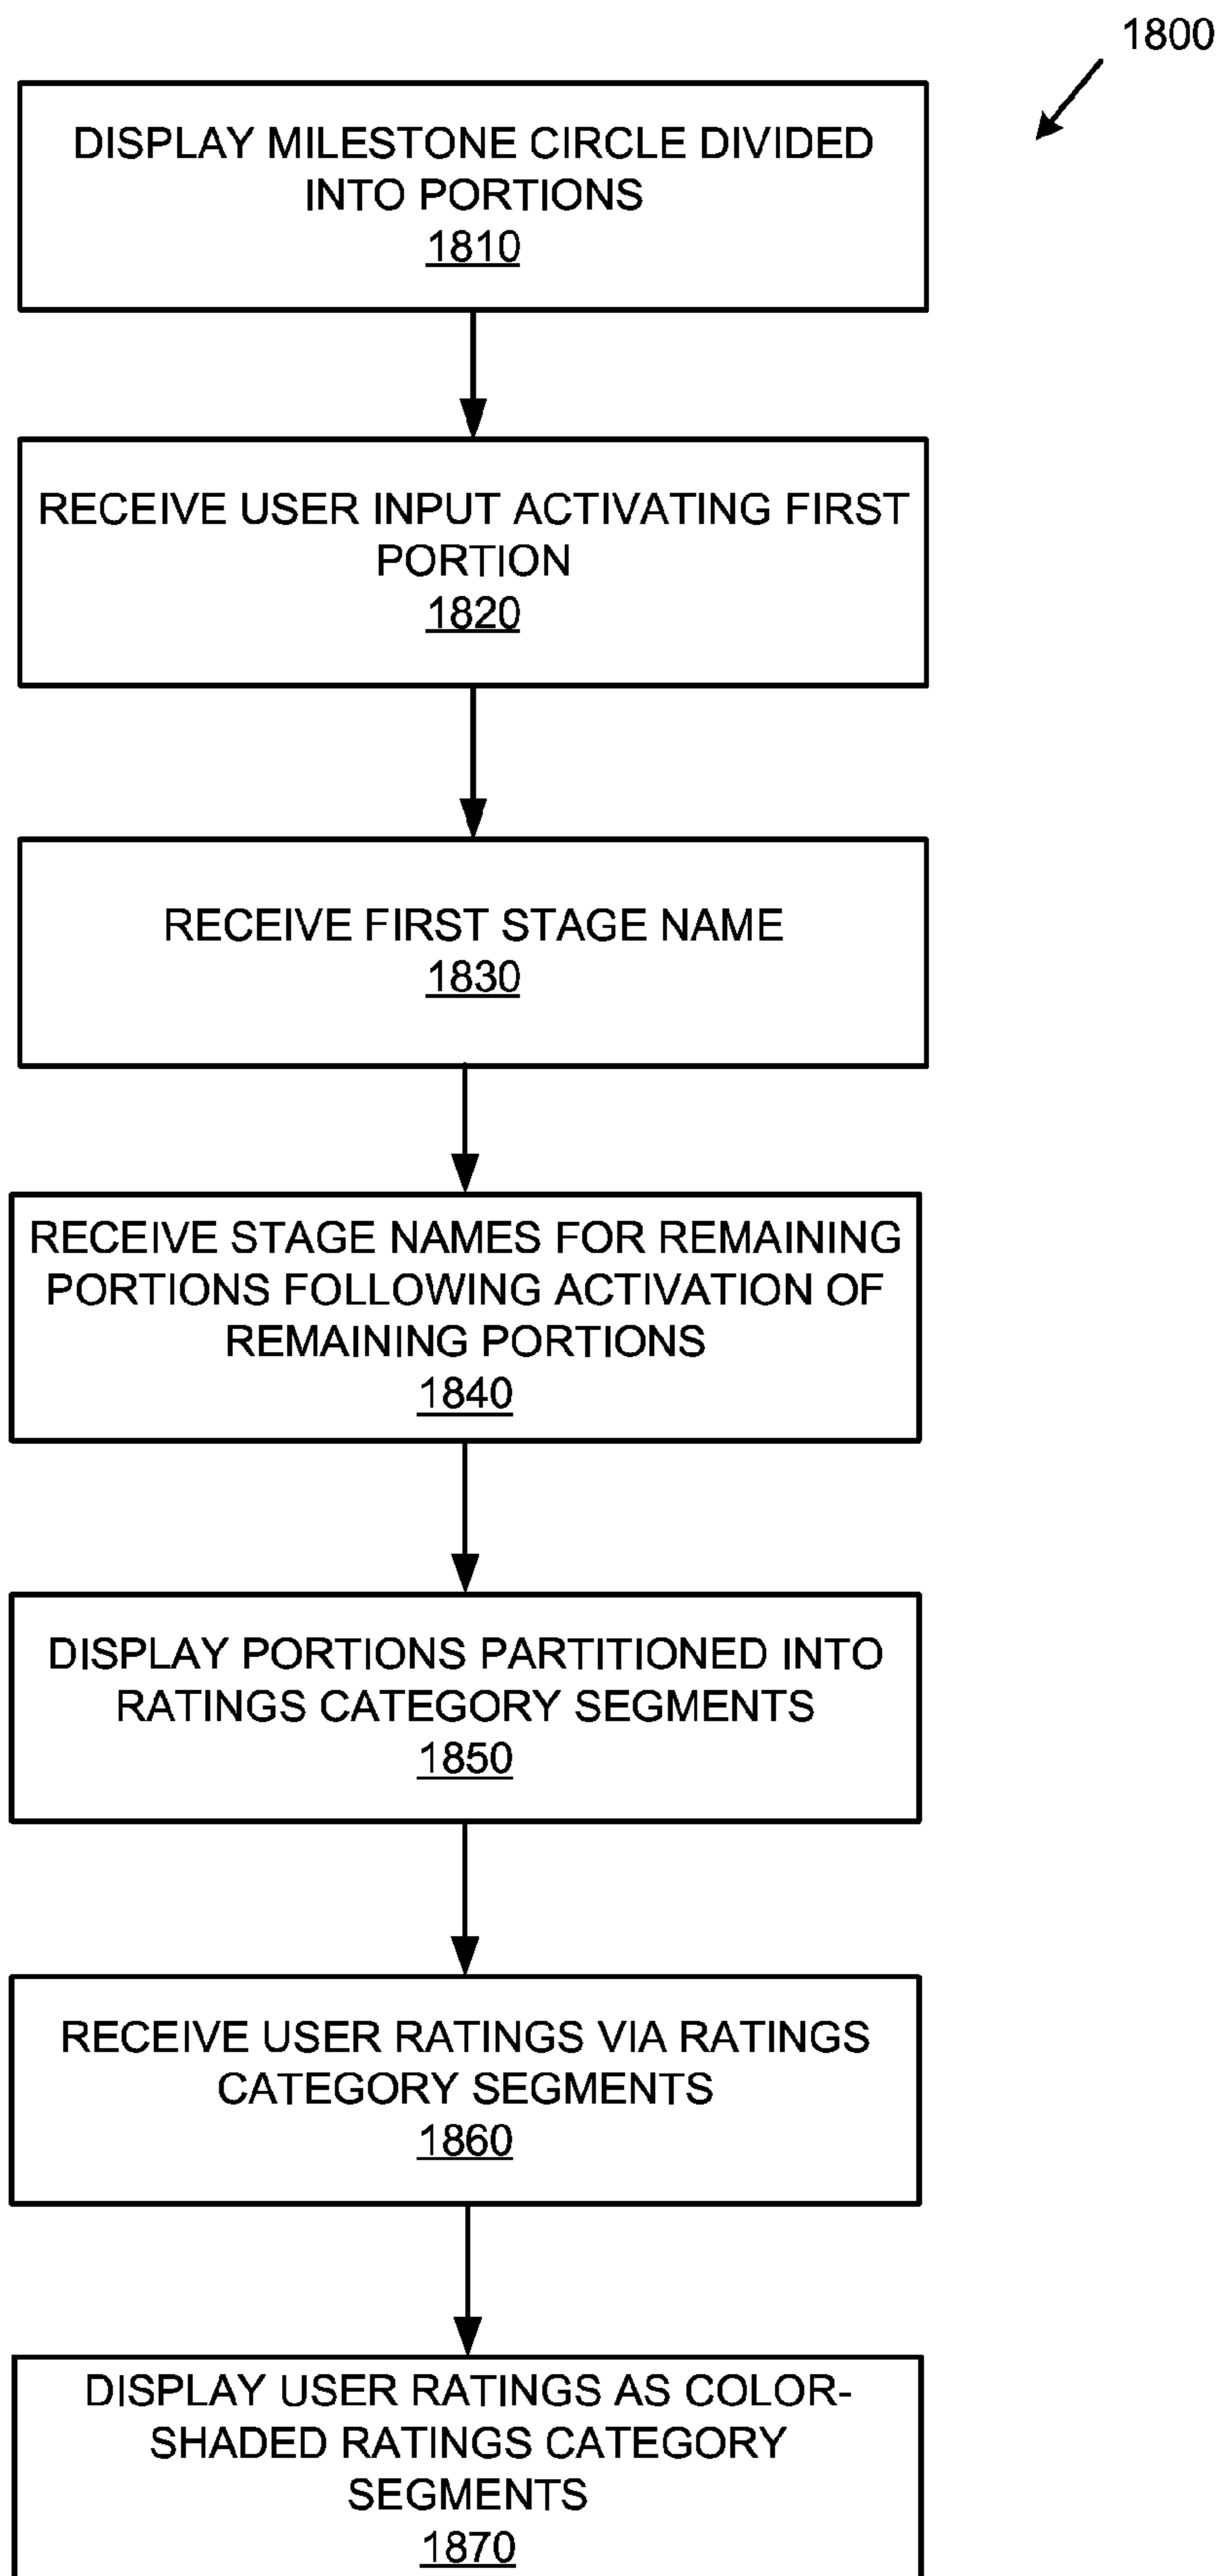 1800
DISPLAY MILESTONE CIRCLE DIVIDED
INTO PORTIONS
1810
RECEIVE USER INPUT ACTIVATING FIRST
PORTION
1820
RECEIVE FIRST STAGE NAME
1830
RECEIVE STAGE NAMES FOR REMAINING
PORTIONS FOLLOWING ACTIVATION OF
REMAINING PORTIONS
1840
DISPLAY PORTIONS PARTITIONED INTO
RATINGS CATEGORY SEGMENTS
1850
RECEIVE USER RATINGS VIA RATINGS
CATEGORY SEGMENTS
1860
DISPLAY USER RATINGS AS COLOR-
SHADED RATINGS CATEGORY
SEGMENTS
1870